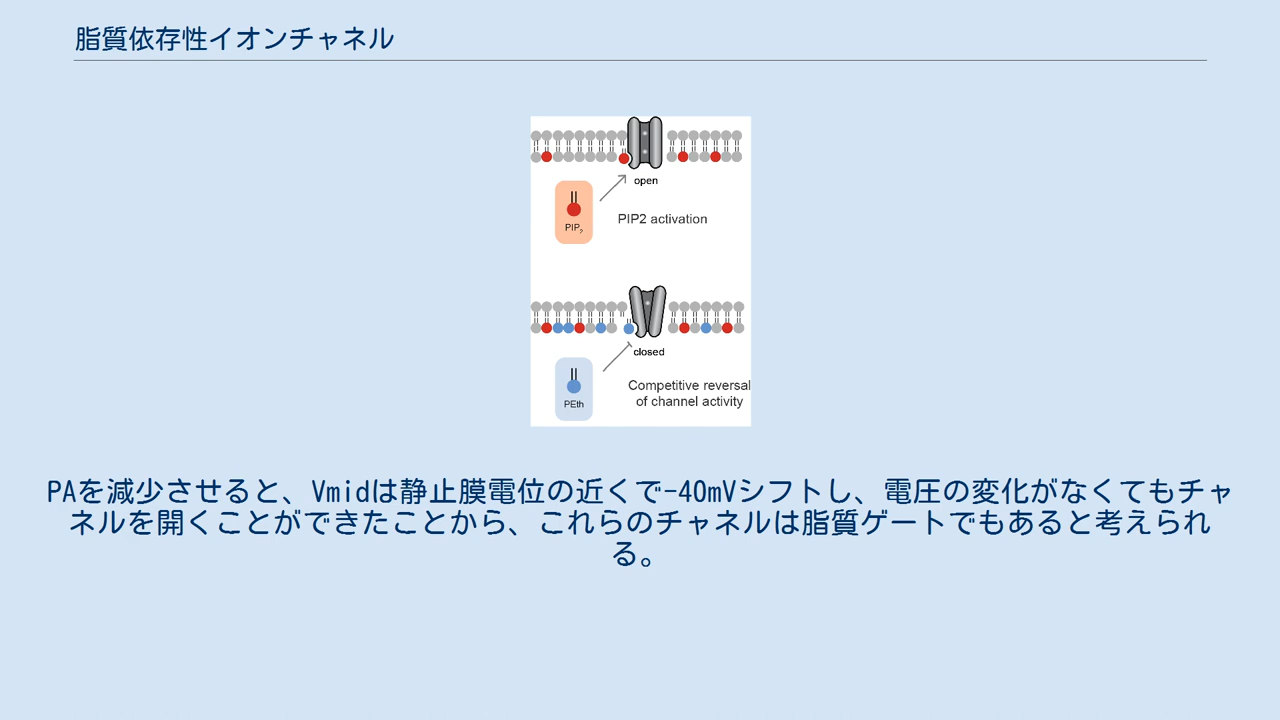 脂質依存性イオンチャネル
open
PIP2
PIP2 activation
closed
PEth
Competitive reversal
of channel activity
PAを減少させると、Vmidは静止膜電位の近くで-40mVシフトし、電圧の変化がなくてもチャ
ネルを開くことができたことから、これらのチャネルは脂質ゲートでもあると考えられ
る。